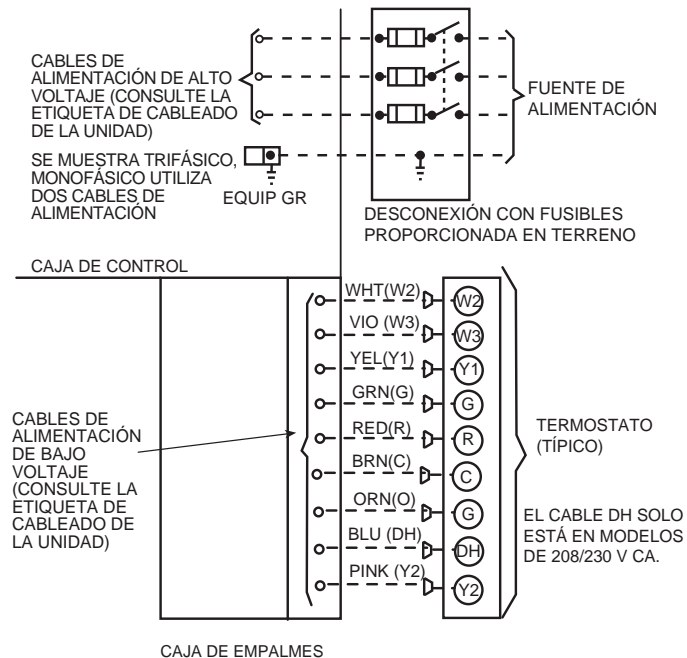 CABLES DE
ALIMENTACIÓN DE ALTO
VOLTAJE (CONSULTE LA
ETIQUETA DE CABLEADO
DE LA UNIDAD)
FUENTE DE
ALIMENTACIÓN
SE MUESTRA TRIFÁSICO,
MONOFÁSICO UTILIZA
DOS CABLES DE
ALIMENTACIÓN
EQUIP GR
DESCONEXIÓN CON FUSIBLES
PROPORCIONADA EN TERRENO
CAJA DE CONTROL
WHT(W2) W2
VIO (W3) W3
YEL(Y1) Y1
GRN(G) G
RED(R) R
BRN(C) C
ORN(O) G
BLU (DH) DH
PINK (Y2) Y2
CABLES DE
ALIMENTACIÓN
DE BAJO
VOLTAJE
(CONSULTE LA
ETIQUETA DE
CABLEADO DE
LA UNIDAD)
TERMOSTATO
(TÍPICO)
EL CABLE DH SOLO
ESTÁ EN MODELOS
DE 208/230 V CA.
CAJA DE EMPALMES